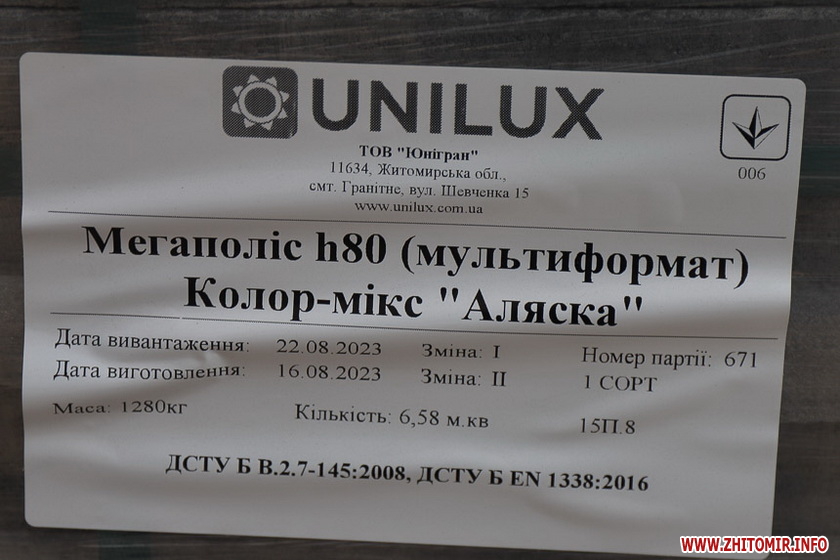 UNILUX
ТОВ "Юнігран"
11634, Житомирська обл.,
смт. Гранітне, вул. Шевченка 15
www.unilux.com.ua
006
Мегаполіс h80 (мультиформат)
Колор-мікс "Аляска"
Дата вивантаження: 22.08.2023 Зміна: I Номер партії: 671
Дата виготовлення: 16.08.2023 Зміна: II 1 СОРТ
Маса: 1280кг Кількість: 6,58 м.кв 15П.8
ДСТУ Б В.2.7-145:2008, ДСТУ Б EN 1338:2016
WWW.ZHITOMIR.INFO